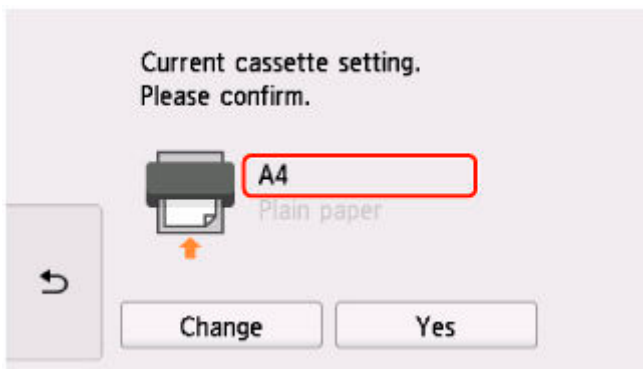 Current cassette setting.
Please confirm.
A4
Plain paper
Change
Yes